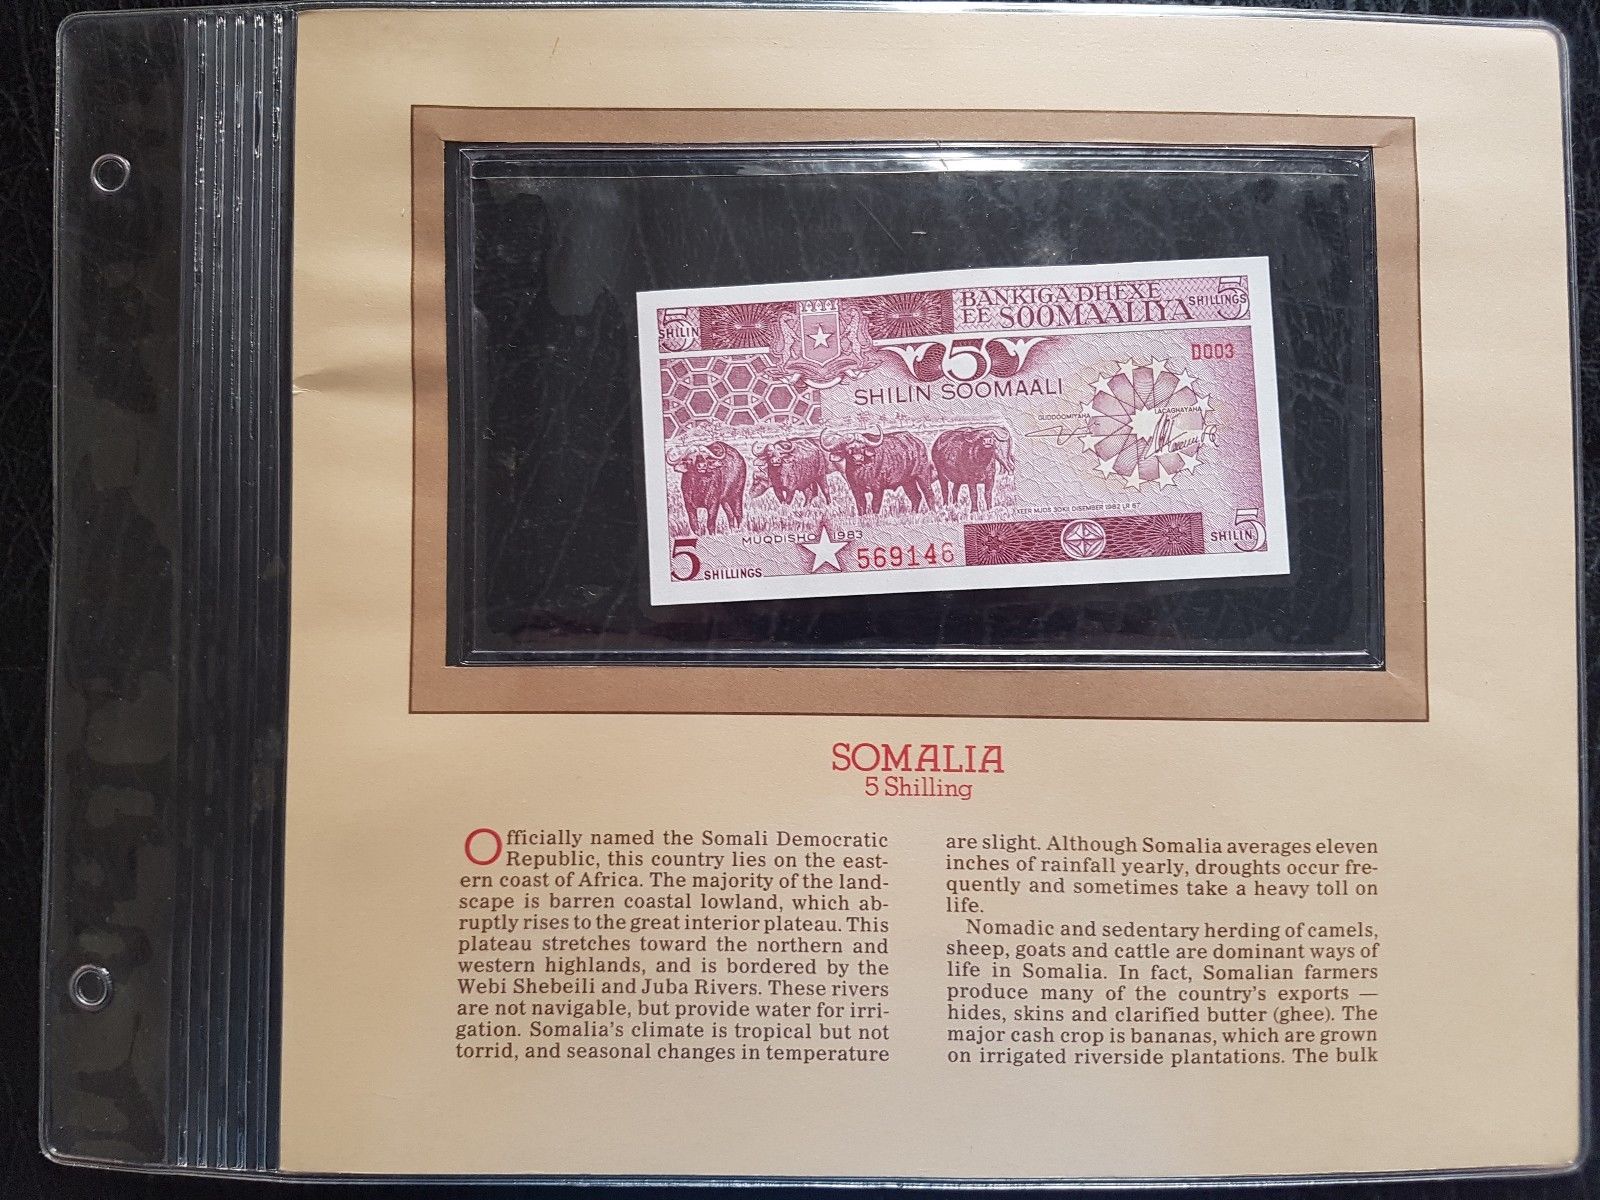 5
SHILIN
BANKIGA DHEXE
EE SOOMAALIYA
SHILLINGS
5
5
SHILIN SOOMAALI
D003
GUDDOOMIYAHA
LACAGHAYAHA
XEER MJDS 30KII DISEMBER 1982 LR 67
MUQDISHO 1983
5 SHILLINGS
569146
SHILIN 5
SOMALIA
5 Shilling
Officially named the Somali Democratic
Republic, this country lies on the east-
ern coast of Africa. The majority of the land-
scape is barren coastal lowland, which ab-
ruptly rises to the great interior plateau. This
plateau stretches toward the northern and
western highlands, and is bordered by the
Webi Shebeili and Juba Rivers. These rivers
are not navigable, but provide water for irri-
gation. Somalia's climate is tropical but not
torrid, and seasonal changes in temperature
are slight. Although Somalia averages eleven
inches of rainfall yearly, droughts occur fre-
quently and sometimes take a heavy toll on
life.
Nomadic and sedentary herding of camels,
sheep, goats and cattle are dominant ways of
life in Somalia. In fact, Somalian farmers
produce many of the country's exports —
hides, skins and clarified butter (ghee). The
major cash crop is bananas, which are grown
on irrigated riverside plantations. The bulk